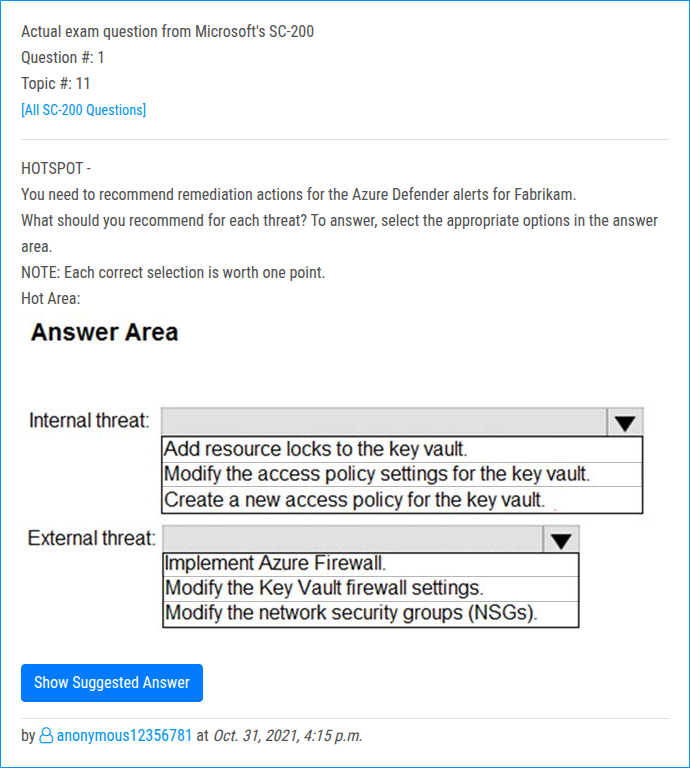 Actual exam question from Microsoft's SC-200
Question #: 1
Topic #: 11
[All SC-200 Questions]
HOTSPOT -
You need to recommend remediation actions for the Azure Defender alerts for Fabrikam.
What should you recommend for each threat? To answer, select the appropriate options in the answer
area.
NOTE: Each correct selection is worth one point.
Hot Area:
Answer Area
Internal threat:
Add resource locks to the key vault.
Modify the access policy settings for the key vault.
Create a new access policy for the key vault.
External threat:
Implement Azure Firewall.
Modify the Key Vault firewall settings.
Modify the network security groups (NSGs).
Show Suggested Answer
by anonymous12356781 at Oct. 31, 2021, 4:15 p.m.